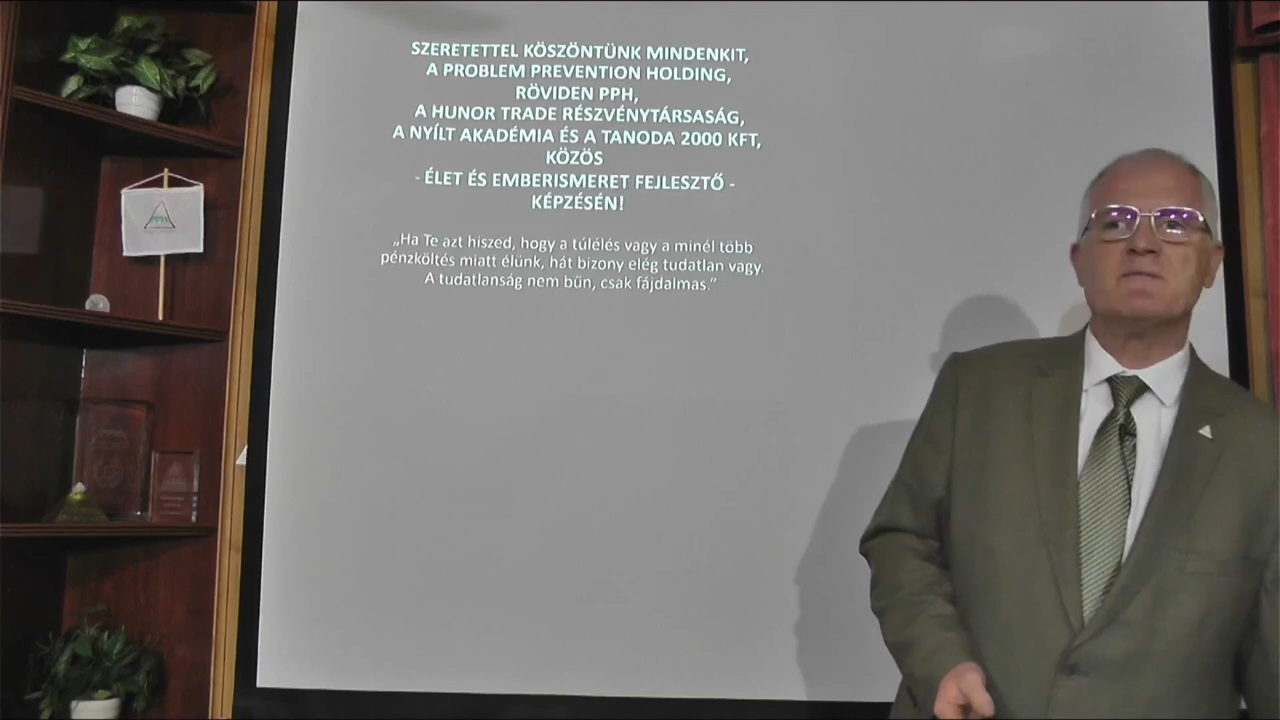 SZERETETTEL KÖSZÖNTÜNK MINDENKIT,
A PROBLEM PREVENTION HOLDING,
RÖVIDEN PPH,
A HUNOR TRADE RÉSZVÉNYTÁRSASÁG,
A NYÍLT AKADÉMIA ÉS A TANODA 2000 KFT,
KÖZÖS
- ÉLET ÉS EMBERISMERET FEJLESZTŐ -
KÉPZÉSÉN!
„Ha Te azt hiszed, hogy a túlélés vagy a minél több
pénzköltés miatt élünk, hát bizony elég tudatlan vagy.
A tudatlanság nem bűn, csak fájdalmas.”